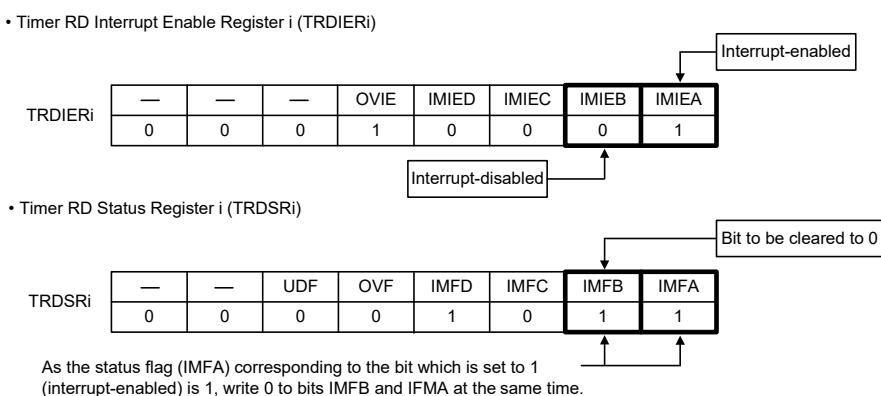 • Timer RD Interrupt Enable Register i (TRDIERi)
Interrupt-enabled
TRDIERi
— — — OVIE IMIED IMIEC IMIEB IMIEA
0 0 0 1 0 0 0 1
Interrupt-disabled
• Timer RD Status Register i (TRDSRi)
Bit to be cleared to 0
TRDSRi
— — UDF OVF IMFD IMFC IMFB IMFA
0 0 0 0 1 0 1 1
As the status flag (IMFA) corresponding to the bit which is set to 1
(interrupt-enabled) is 1, write 0 to bits IMFB and IFMA at the same time.